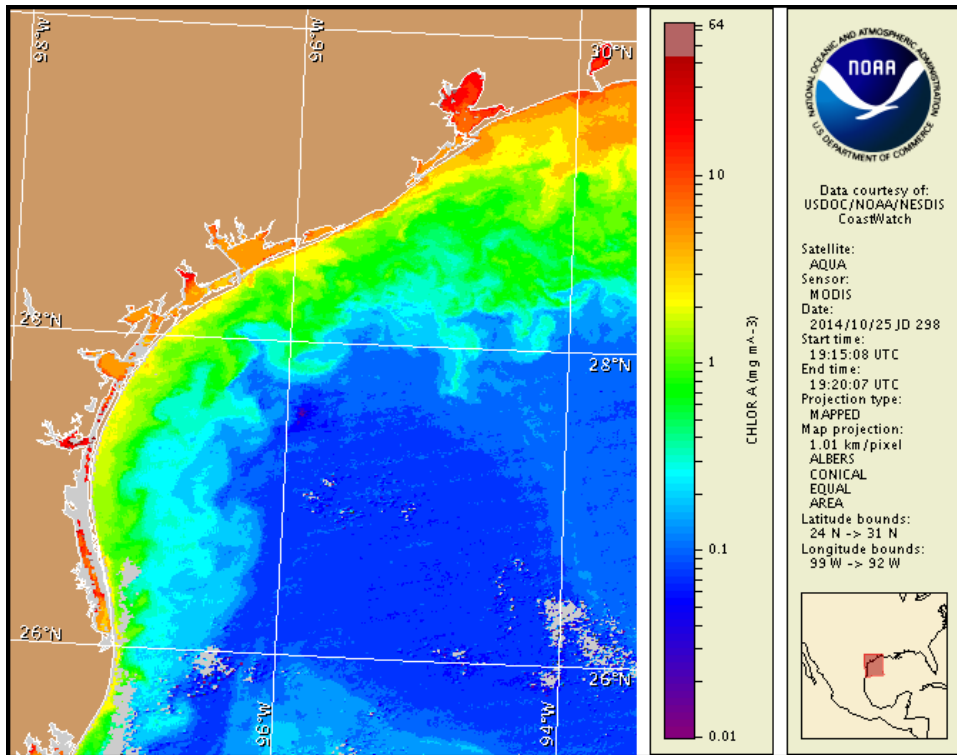 98°W
96°W
30°N
28°N
28°N
26°N
26°N
96°W
94°W
64
10
1
0.1
0.01
CHLOR A (mg m^-3)
NATIONAL OCEANIC AND ATMOSPHERIC ADMINISTRATION
NOAA
U.S. DEPARTMENT OF COMMERCE
Data courtesy of:
USDOC/NOAA/NESDIS
CoastWatch
Satellite:
AQUA
Sensor:
MODIS
Date:
2014/10/25 JD 298
Start time:
19:15:08 UTC
End time:
19:20:07 UTC
Projection type:
MAPPED
Map projection:
1.01 km/pixel
ALBERS
CONICAL
EQUAL
AREA
Latitude bounds:
24 N -> 31 N
Longitude bounds:
99 W -> 92 W